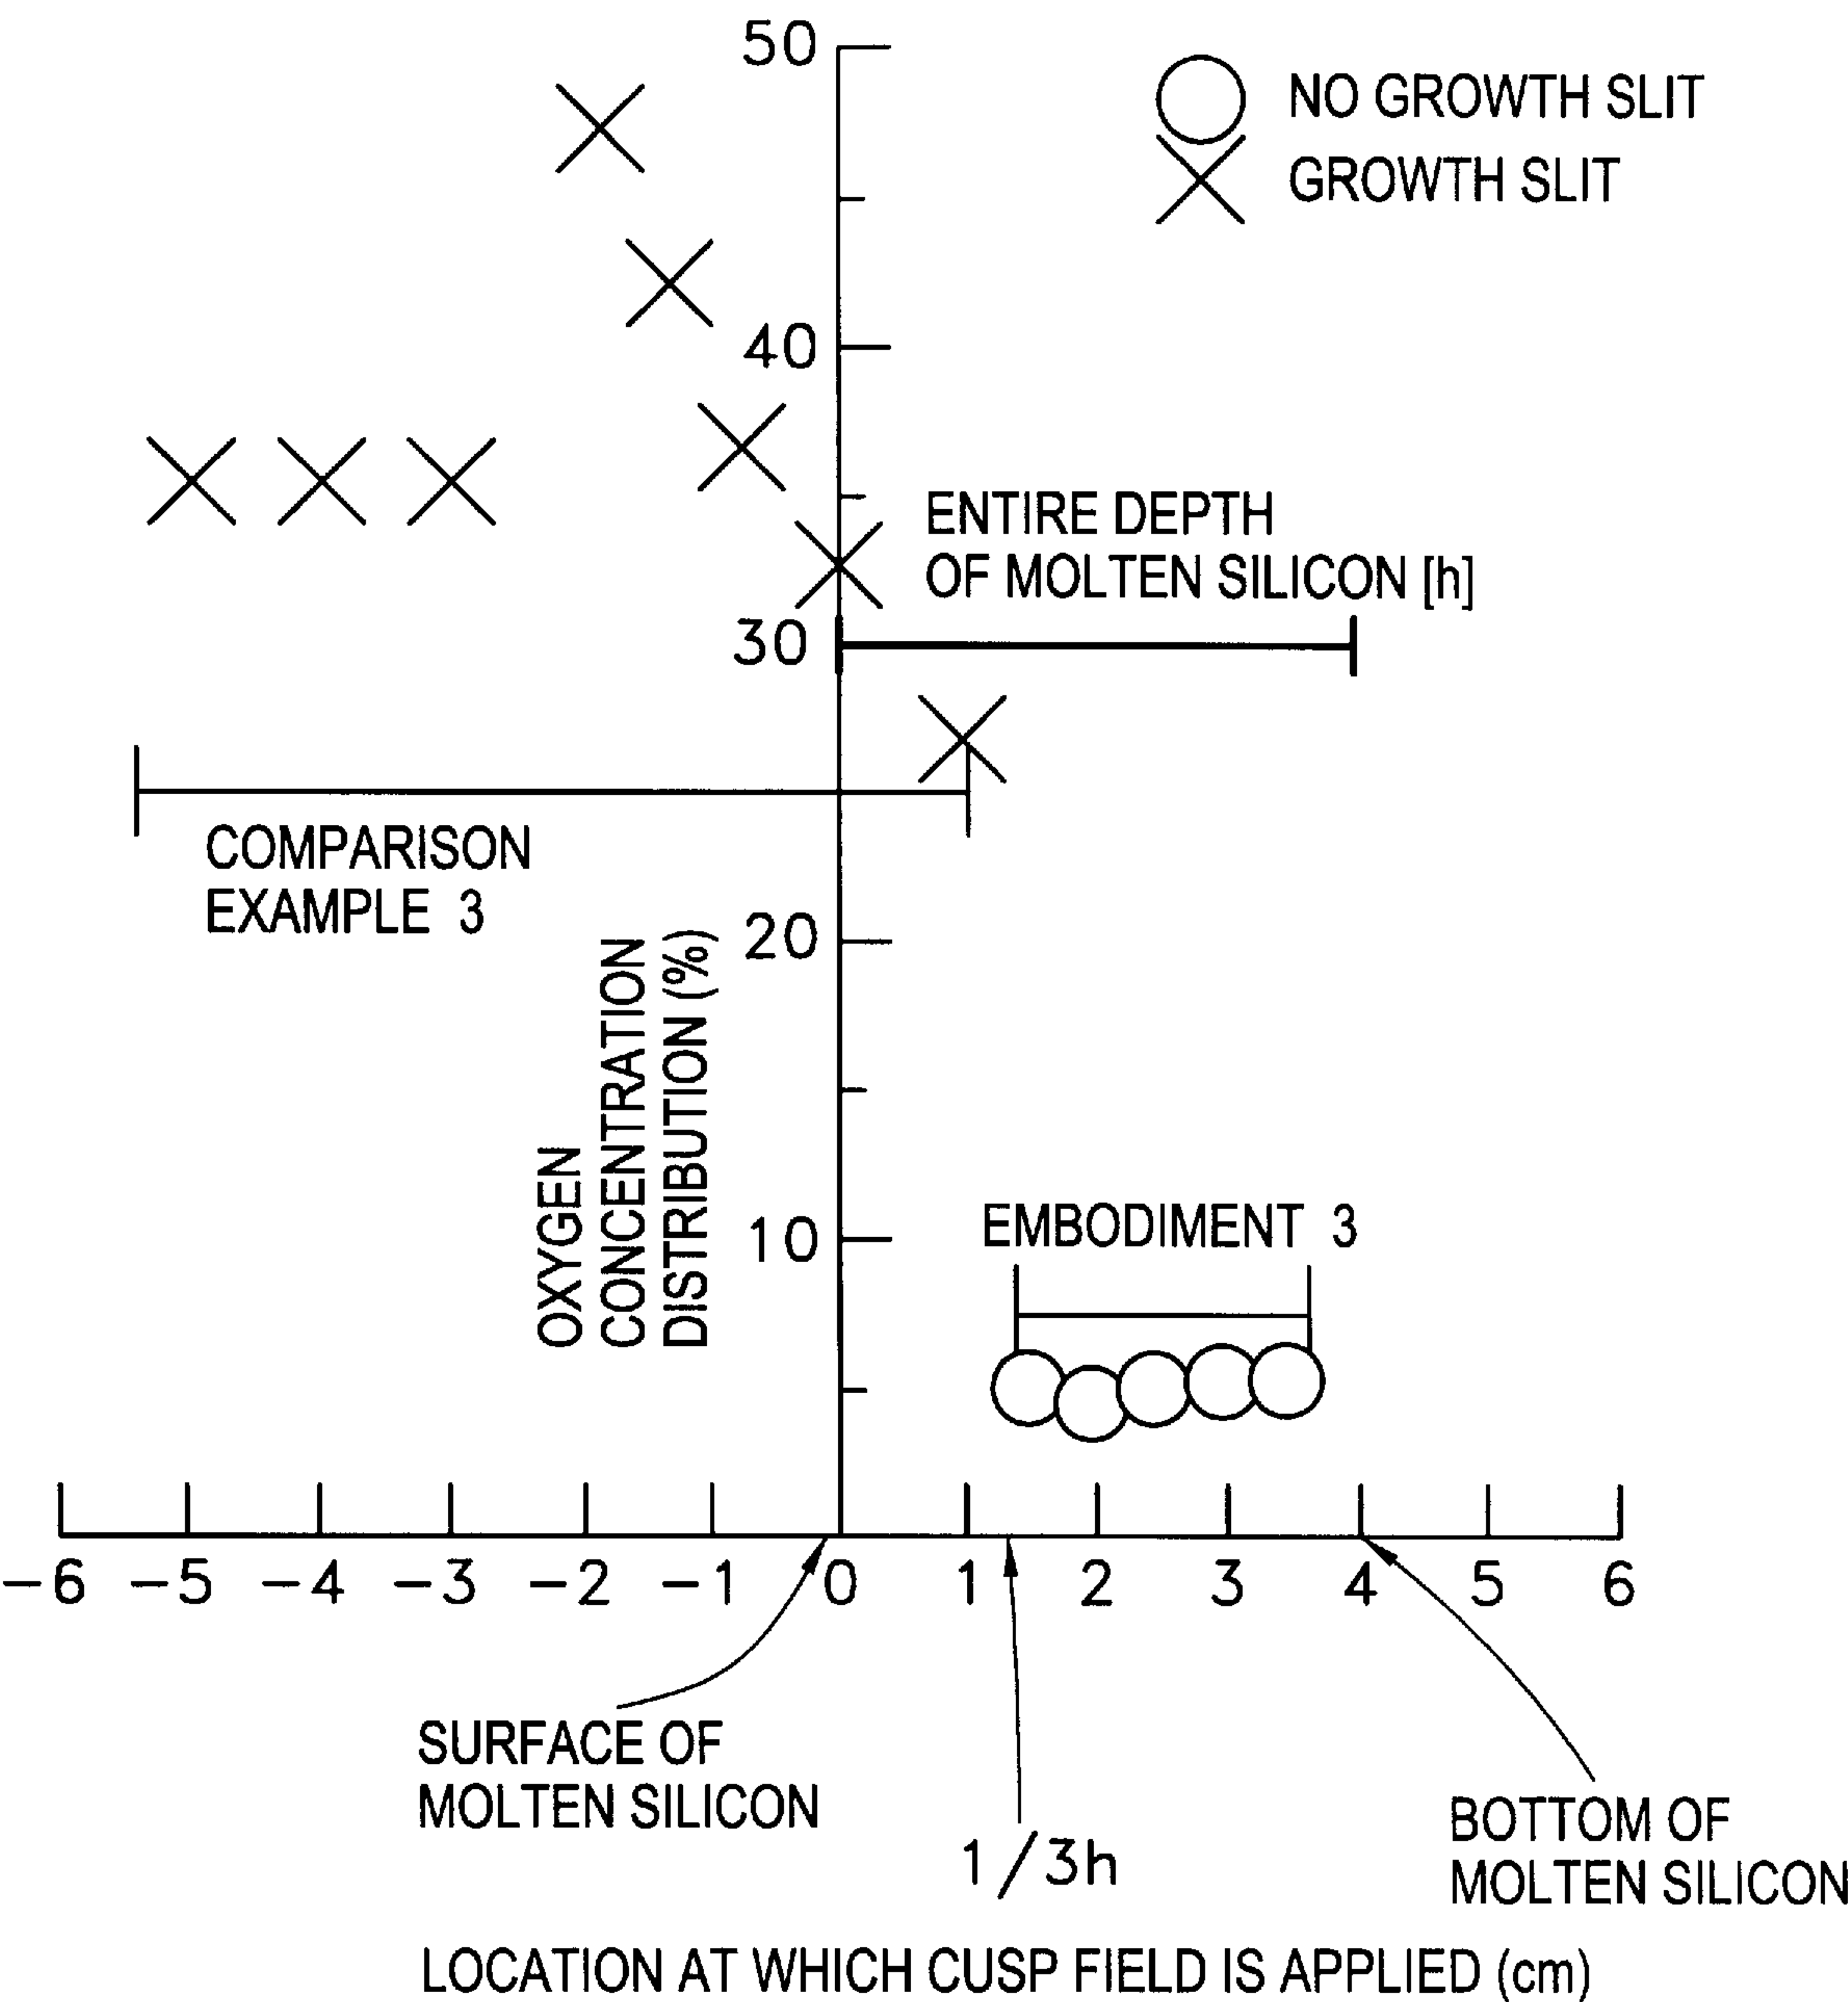 50
NO GROWTH SLIT
GROWTH SLIT
40
ENTIRE DEPTH
OF MOLTEN SILICON [h]
30
COMPARISON
EXAMPLE 3
20
OXYGEN
CONCENTRATION
DISTRIBUTION (%)
10
EMBODIMENT 3
-6 -5 -4 -3 -2 -1 0 1 2 3 4 5 6
SURFACE OF
MOLTEN SILICON
1/3h
BOTTOM OF
MOLTEN SILICON
LOCATION AT WHICH CUSP FIELD IS APPLIED (cm)